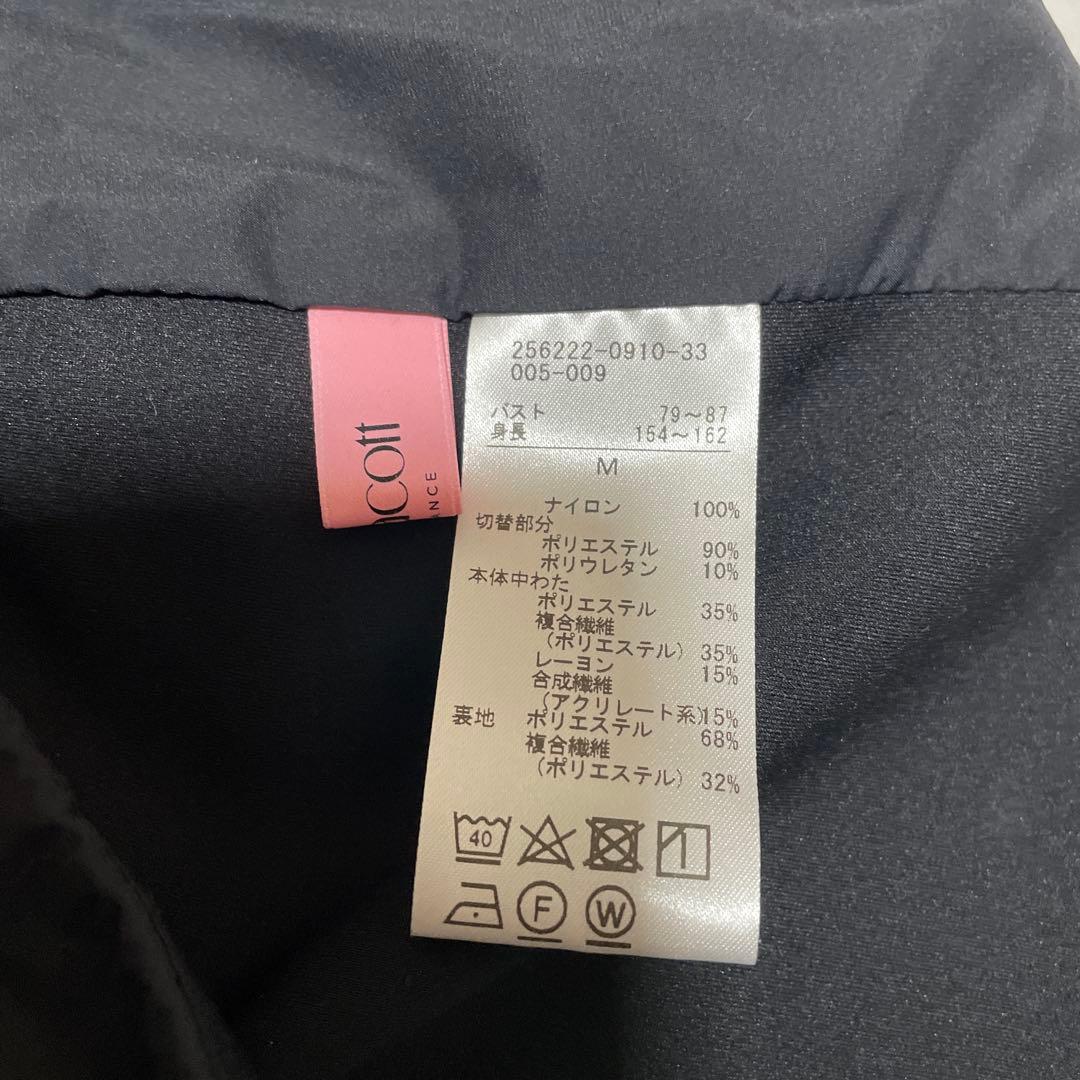 cott
ANCE
256222-0910-33
005-009
バスト 79～87
身長 154～162
M
ナイロン 100%
切替部分
ポリエステル 90%
ポリウレタン 10%
本体中わた
ポリエステル 35%
複合繊維
(ポリエステル) 35%
レーヨン 15%
合成繊維
(アクリレート系)15%
裏地 ポリエステル 68%
複合繊維
(ポリエステル) 32%
40
F W